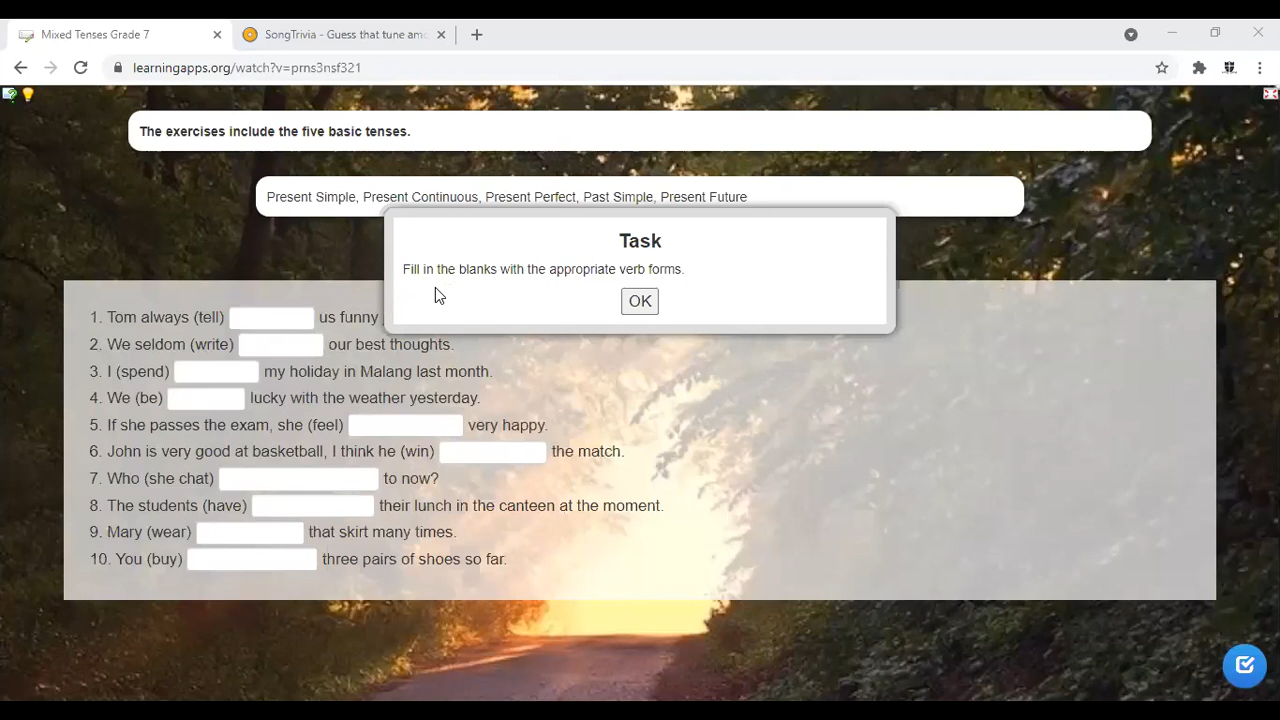 Mixed Tenses Grade 7
SongTrivia - Guess that tune amo
learningapps.org/watch?v=prns3nsf321
The exercises include the five basic tenses.
Present Simple, Present Continuous, Present Perfect, Past Simple, Present Future
Task
Fill in the blanks with the appropriate verb forms.
OK
1. Tom always (tell) us funny
2. We seldom (write) our best thoughts.
3. I (spend) my holiday in Malang last month.
4. We (be) lucky with the weather yesterday.
5. If she passes the exam, she (feel) very happy.
6. John is very good at basketball, I think he (win) the match.
7. Who (she chat) to now?
8. The students (have) their lunch in the canteen at the moment.
9. Mary (wear) that skirt many times.
10. You (buy) three pairs of shoes so far.